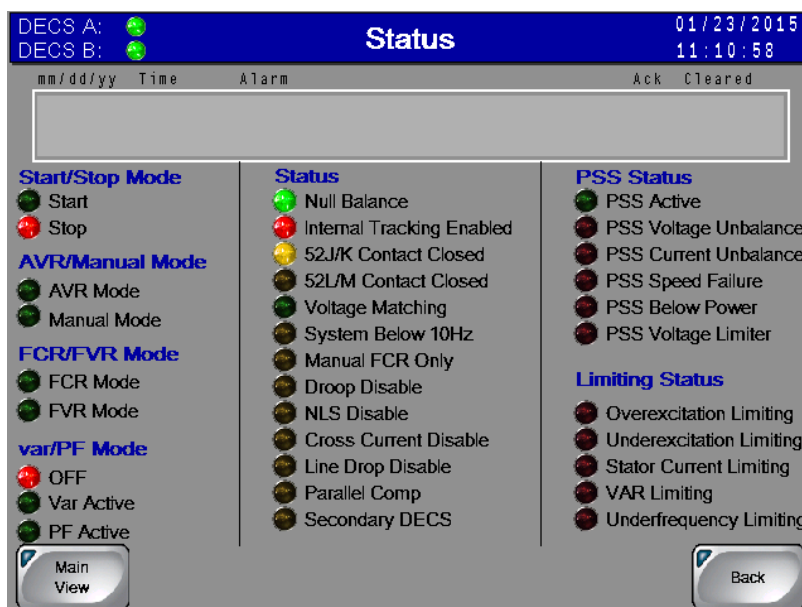 DECS A:
DECS B:
Status
01/23/2015
11:10:58
mm/dd/yy Time Alarm Ack Cleared
Start/Stop Mode
Start
Stop
AVR/Manual Mode
AVR Mode
Manual Mode
FCR/FVR Mode
FCR Mode
FVR Mode
var/PF Mode
OFF
Var Active
PF Active
Status
Null Balance
Internal Tracking Enabled
52J/K Contact Closed
52L/M Contact Closed
Voltage Matching
System Below 10Hz
Manual FCR Only
Droop Disable
NLS Disable
Cross Current Disable
Line Drop Disable
Parallel Comp
Secondary DECS
PSS Status
PSS Active
PSS Voltage Unbalance
PSS Current Unbalance
PSS Speed Failure
PSS Below Power
PSS Voltage Limiter
Limiting Status
Overexcitation Limiting
Underexcitation Limiting
Stator Current Limiting
VAR Limiting
Underfrequency Limiting
Main
View
Back